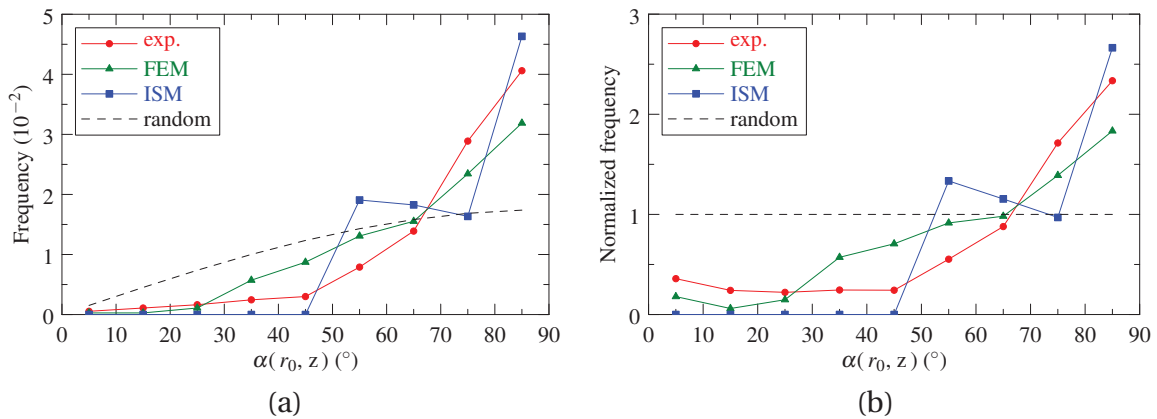 5
4
3
2
1
0
Frequency (10⁻²)
exp.
FEM
ISM
random
0 10 20 30 40 50 60 70 80 90
α(r₀, z) (°)
(a)
3
2
1
0
Normalized frequency
exp.
FEM
ISM
random
0 10 20 30 40 50 60 70 80 90
α(r₀, z) (°)
(b)